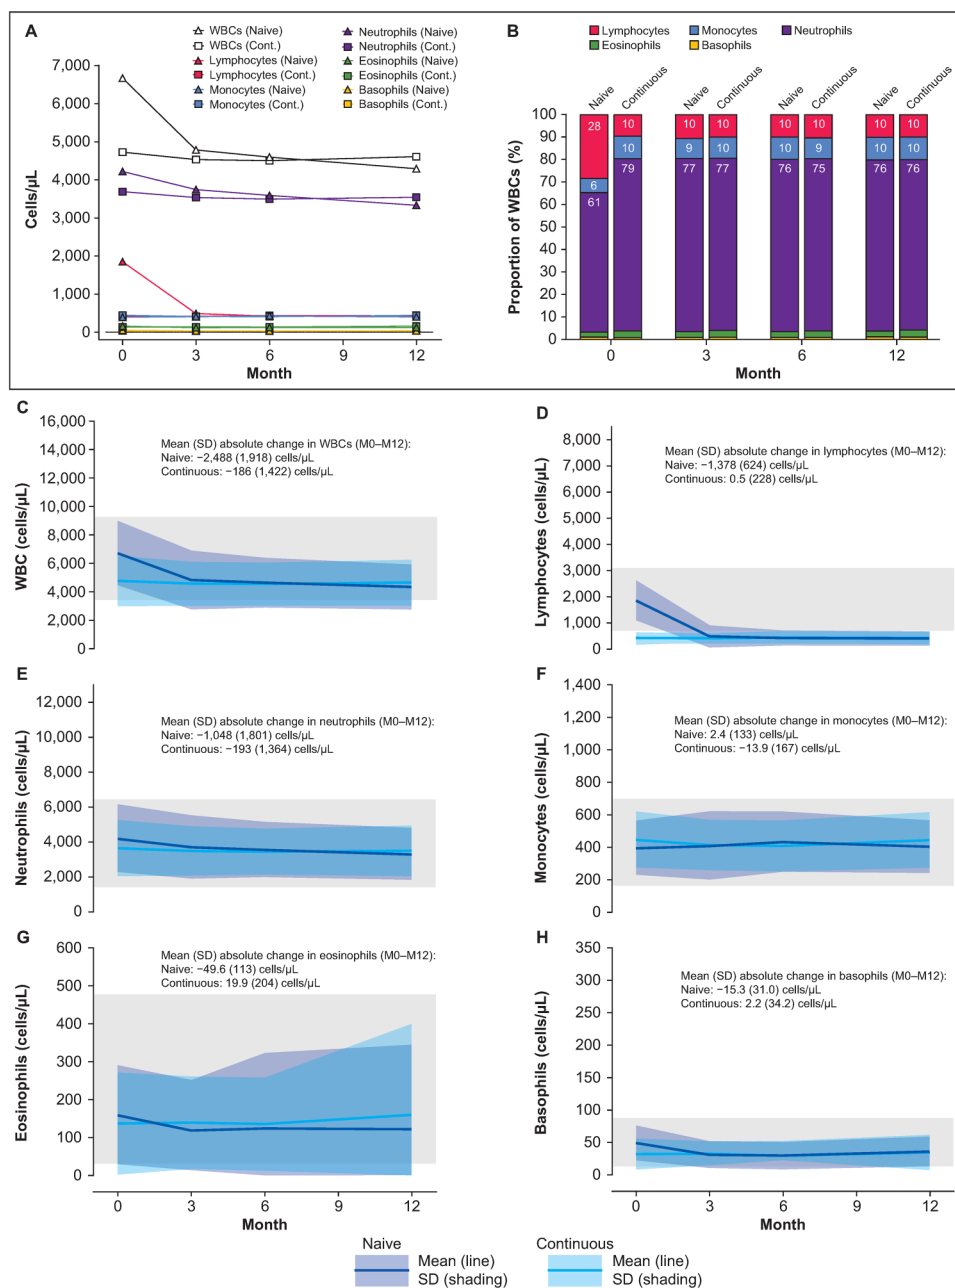 A
WBCs (Naive)
WBCs (Cont.)
Lymphocytes (Naive)
Lymphocytes (Cont.)
Monocytes (Naive)
Monocytes (Cont.)
Neutrophils (Naive)
Neutrophils (Cont.)
Eosinophils (Naive)
Eosinophils (Cont.)
Basophils (Naive)
Basophils (Cont.)
7,000
6,000
5,000
4,000
3,000
2,000
1,000
0
Cells/µL
0 3 6 9 12
Month
B
Lymphocytes Monocytes Neutrophils
Eosinophils Basophils
Naive Continuous Naive Continuous Naive Continuous Naive Continuous
100
90
80
70
60
50
40
30
20
10
0
Proportion of WBCs (%)
28 10 10 10 10 10 10 10
6 10 9 10 10 9 10 10
61 79 77 77 76 75 76 76
0 3 6 12
Month
C
16,000
14,000
12,000
10,000
8,000
6,000
4,000
2,000
0
WBC (cells/µL)
Mean (SD) absolute change in WBCs (M0–M12):
Naive: −2,488 (1,918) cells/µL
Continuous: −186 (1,422) cells/µL
D
8,000
7,000
6,000
5,000
4,000
3,000
2,000
1,000
0
Lymphocytes (cells/µL)
Mean (SD) absolute change in lymphocytes (M0–M12):
Naive: −1,378 (624) cells/µL
Continuous: 0.5 (228) cells/µL
E
12,000
10,000
8,000
6,000
4,000
2,000
0
Neutrophils (cells/µL)
Mean (SD) absolute change in neutrophils (M0–M12):
Naive: −1,048 (1,801) cells/µL
Continuous: −193 (1,364) cells/µL
F
1,400
1,200
1,000
800
600
400
200
0
Monocytes (cells/µL)
Mean (SD) absolute change in monocytes (M0–M12):
Naive: 2.4 (133) cells/µL
Continuous: −13.9 (167) cells/µL
G
600
500
400
300
200
100
0
Eosinophils (cells/µL)
Mean (SD) absolute change in eosinophils (M0–M12):
Naive: −49.6 (113) cells/µL
Continuous: 19.9 (204) cells/µL
0 3 6 9 12
Month
H
350
300
250
200
150
100
50
0
Basophils (cells/µL)
Mean (SD) absolute change in basophils (M0–M12):
Naive: −15.3 (31.0) cells/µL
Continuous: 2.2 (34.2) cells/µL
0 3 6 9 12
Month
Naive Continuous
Mean (line) Mean (line)
SD (shading) SD (shading)